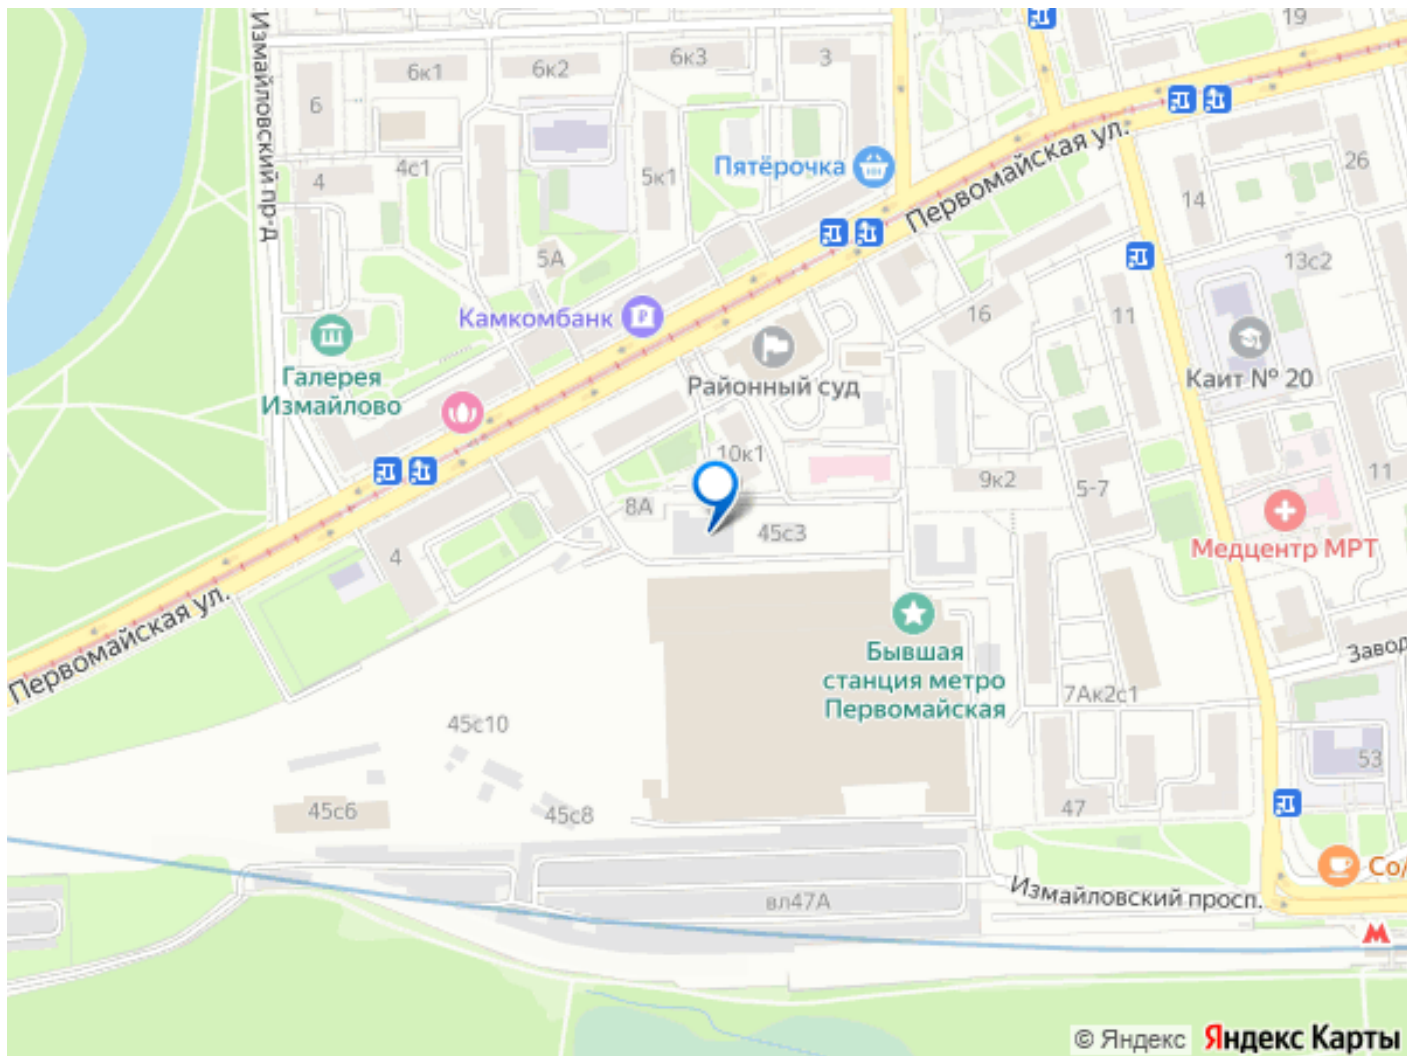 Измайловский пр-д
6к1
6к2
6к3
3
19
6
4с1
4
5к1
5А
Пятёрочка
Первомайская ул.
26
14
13с2
11
16
Камкомбанк
Галерея
Измайлово
Районный суд
Каит № 20
10к1
8А
45с3
9к2
5-7
11
Медцентр МРТ
4
Первомайская ул.
Бывшая
станция метро
Первомайская
Завод
7Ак2с1
45с10
53
45с6
45с8
47
вл47А
Измайловский просп.
Со/
© Яндекс Яндекс Карты